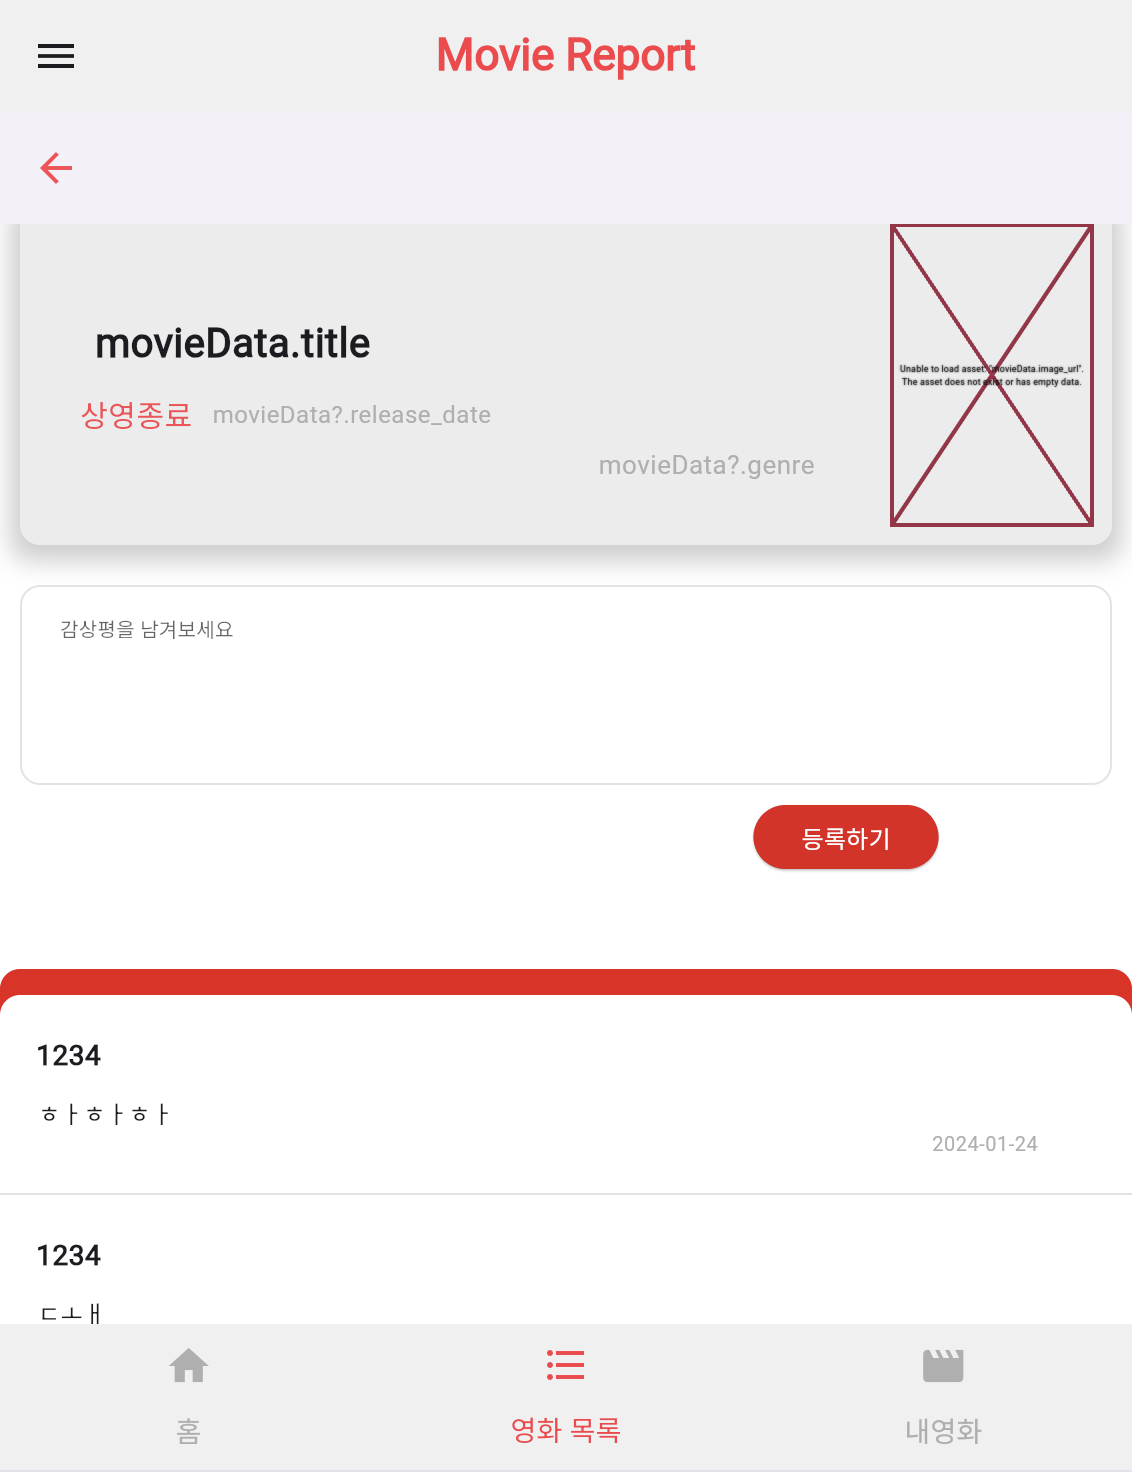 Movie Report
movieData.title
상영종료 movieData?.release_date
movieData?.genre
Unable to load asset: "movieData.image_url".
The asset does not exist or has empty data.
감상평을 남겨보세요
등록하기
1234
ㅎㅏㅎㅏㅎㅏ
2024-01-24
1234
ㄷㅗㅐ
홈
영화 목록
내영화